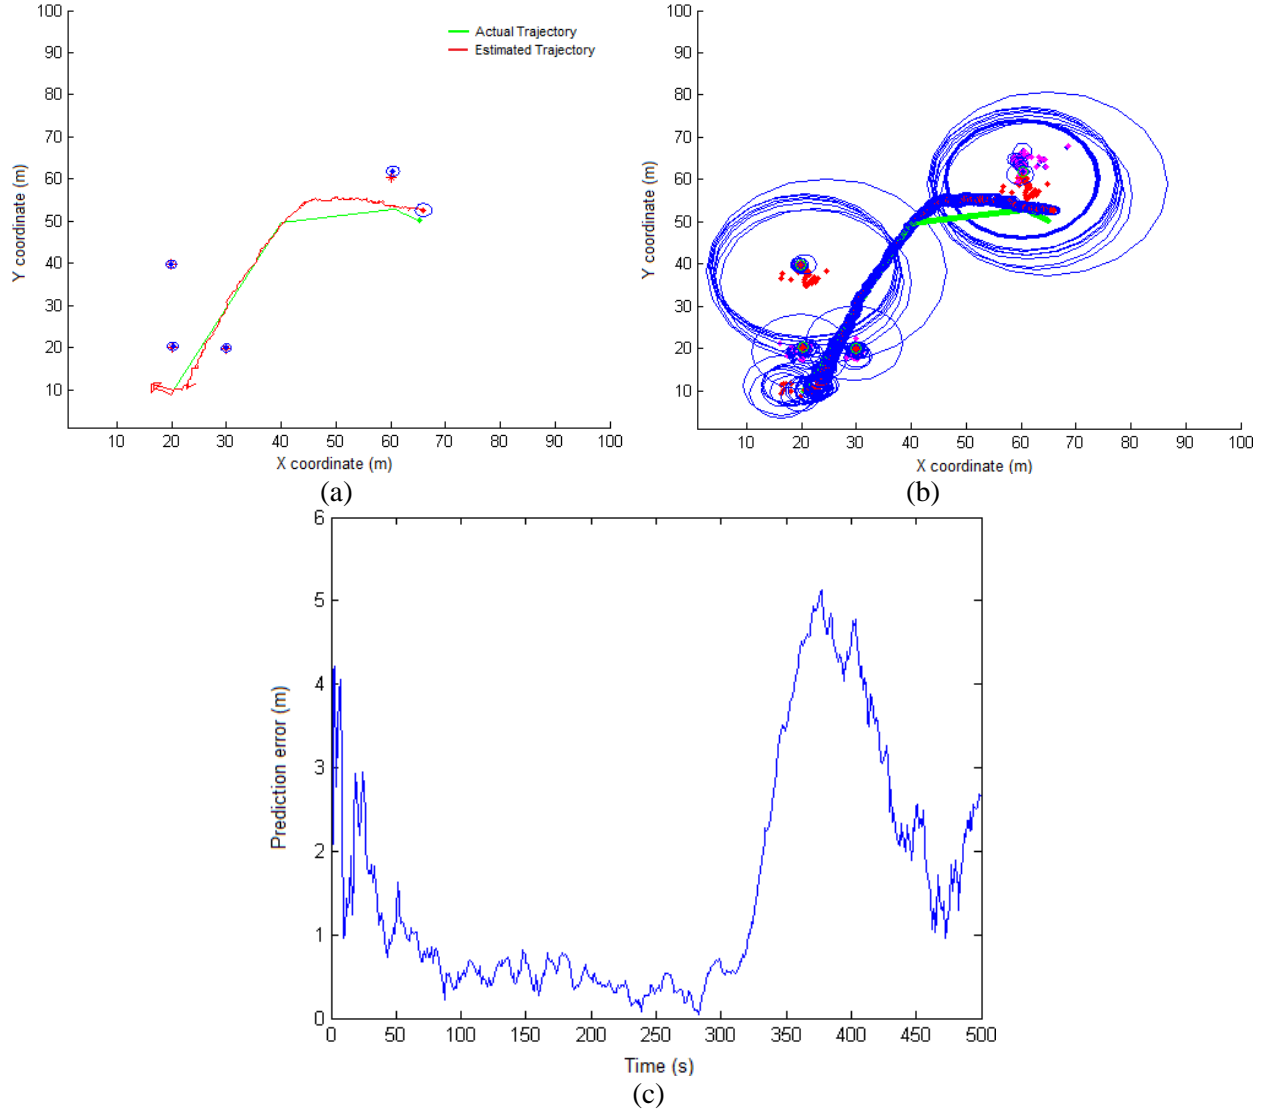 100
90
80
70
60
50
40
30
20
10
Y coordinate (m)
10 20 30 40 50 60 70 80 90 100
X coordinate (m)
Actual Trajectory
Estimated Trajectory
(a)
100
90
80
70
60
50
40
30
20
10
Y coordinate (m)
10 20 30 40 50 60 70 80 90 100
X coordinate (m)
(b)
6
5
4
3
2
1
0
Prediction error (m)
0 50 100 150 200 250 300 350 400 450 500
Time (s)
(c)